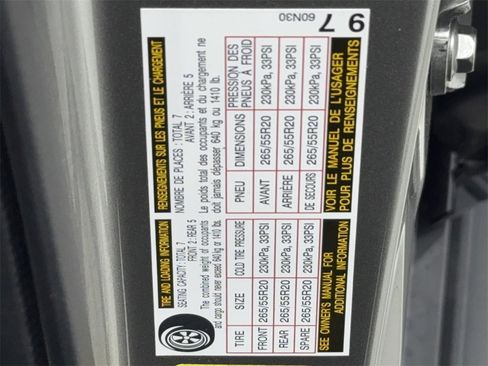 TIRE AND LOADING INFORMATION
SEATING CAPACITY: TOTAL 7
FRONT 2: REAR 5
The combined weight of occupants
and cargo should never exceed 640 kg or 1410 lbs.
TIRE SIZE COLD TIRE PRESSURE
FRONT 265/55R20 230kPa, 33PSI
REAR 265/55R20 230kPa, 33PSI
SPARE 265/55R20 230kPa, 33PSI
SEE OWNER'S MANUAL FOR
ADDITIONAL INFORMATION
RENSEIGNEMENTS SUR LES PNEUS ET LE CHARGEMENT
NOMBRE DE PLACES : TOTAL 7
AVANT 2: ARRIÈRE 5
Le poids total des occupants et du chargement ne
doit jamais dépasser 640 kg ou 1410 lb.
PNEU DIMENSIONS PRESSION DES
PNEUS À FROID
AVANT 265/55R20 230kPa, 33PSI
ARRIÈRE 265/55R20 230kPa, 33PSI
DE SECOURS 265/55R20 230kPa, 33PSI
VOIR LE MANUEL DE L'USAGER
POUR PLUS DE RENSEIGNEMENTS
60N30
97